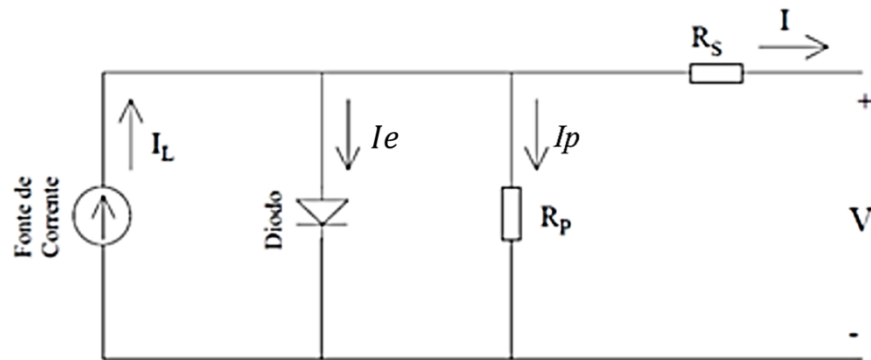 R_S
I
+
I_L
Ie
Ip
Fonte de
Corrente
Diodo
R_P
V
-